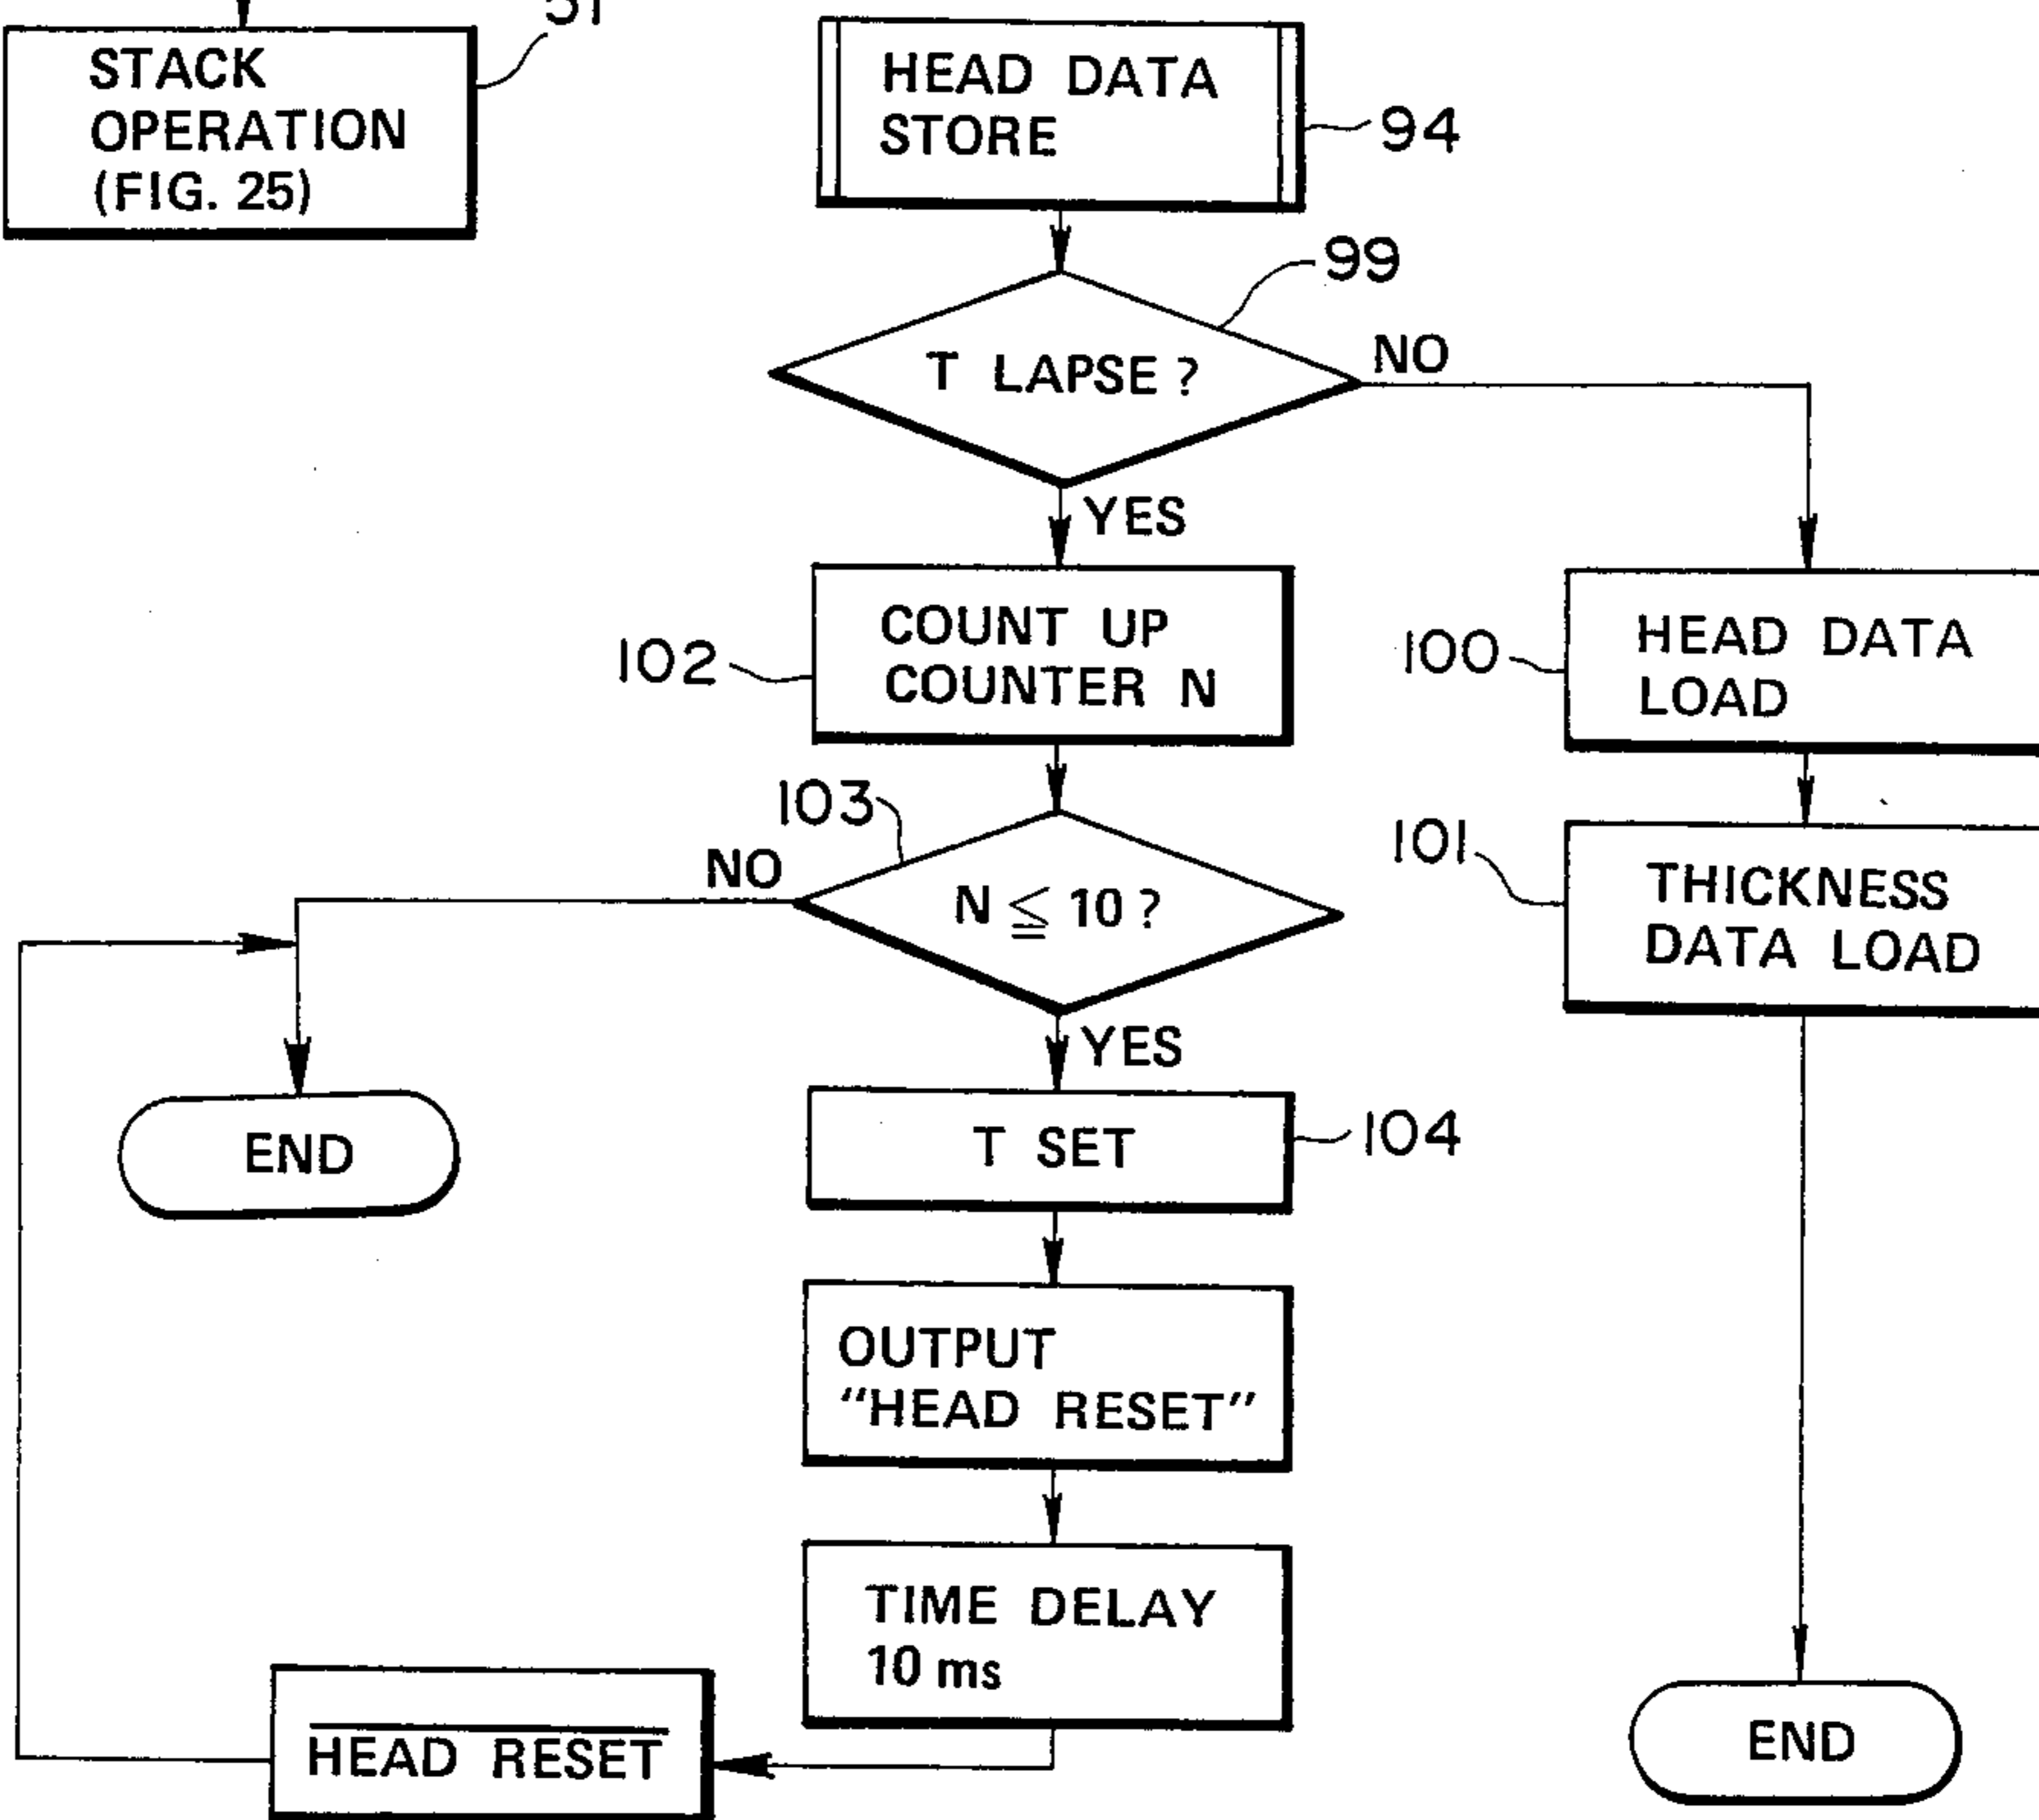 51
STACK
OPERATION
(FIG. 25)
HEAD DATA
STORE
94
99
T LAPSE ?
NO
YES
COUNT UP
COUNTER N
102
100
HEAD DATA
LOAD
103
NO
N ≦ 10 ?
101
THICKNESS
DATA LOAD
YES
END
T SET
104
OUTPUT
“HEAD RESET”
TIME DELAY
10 ms
HEAD RESET
END